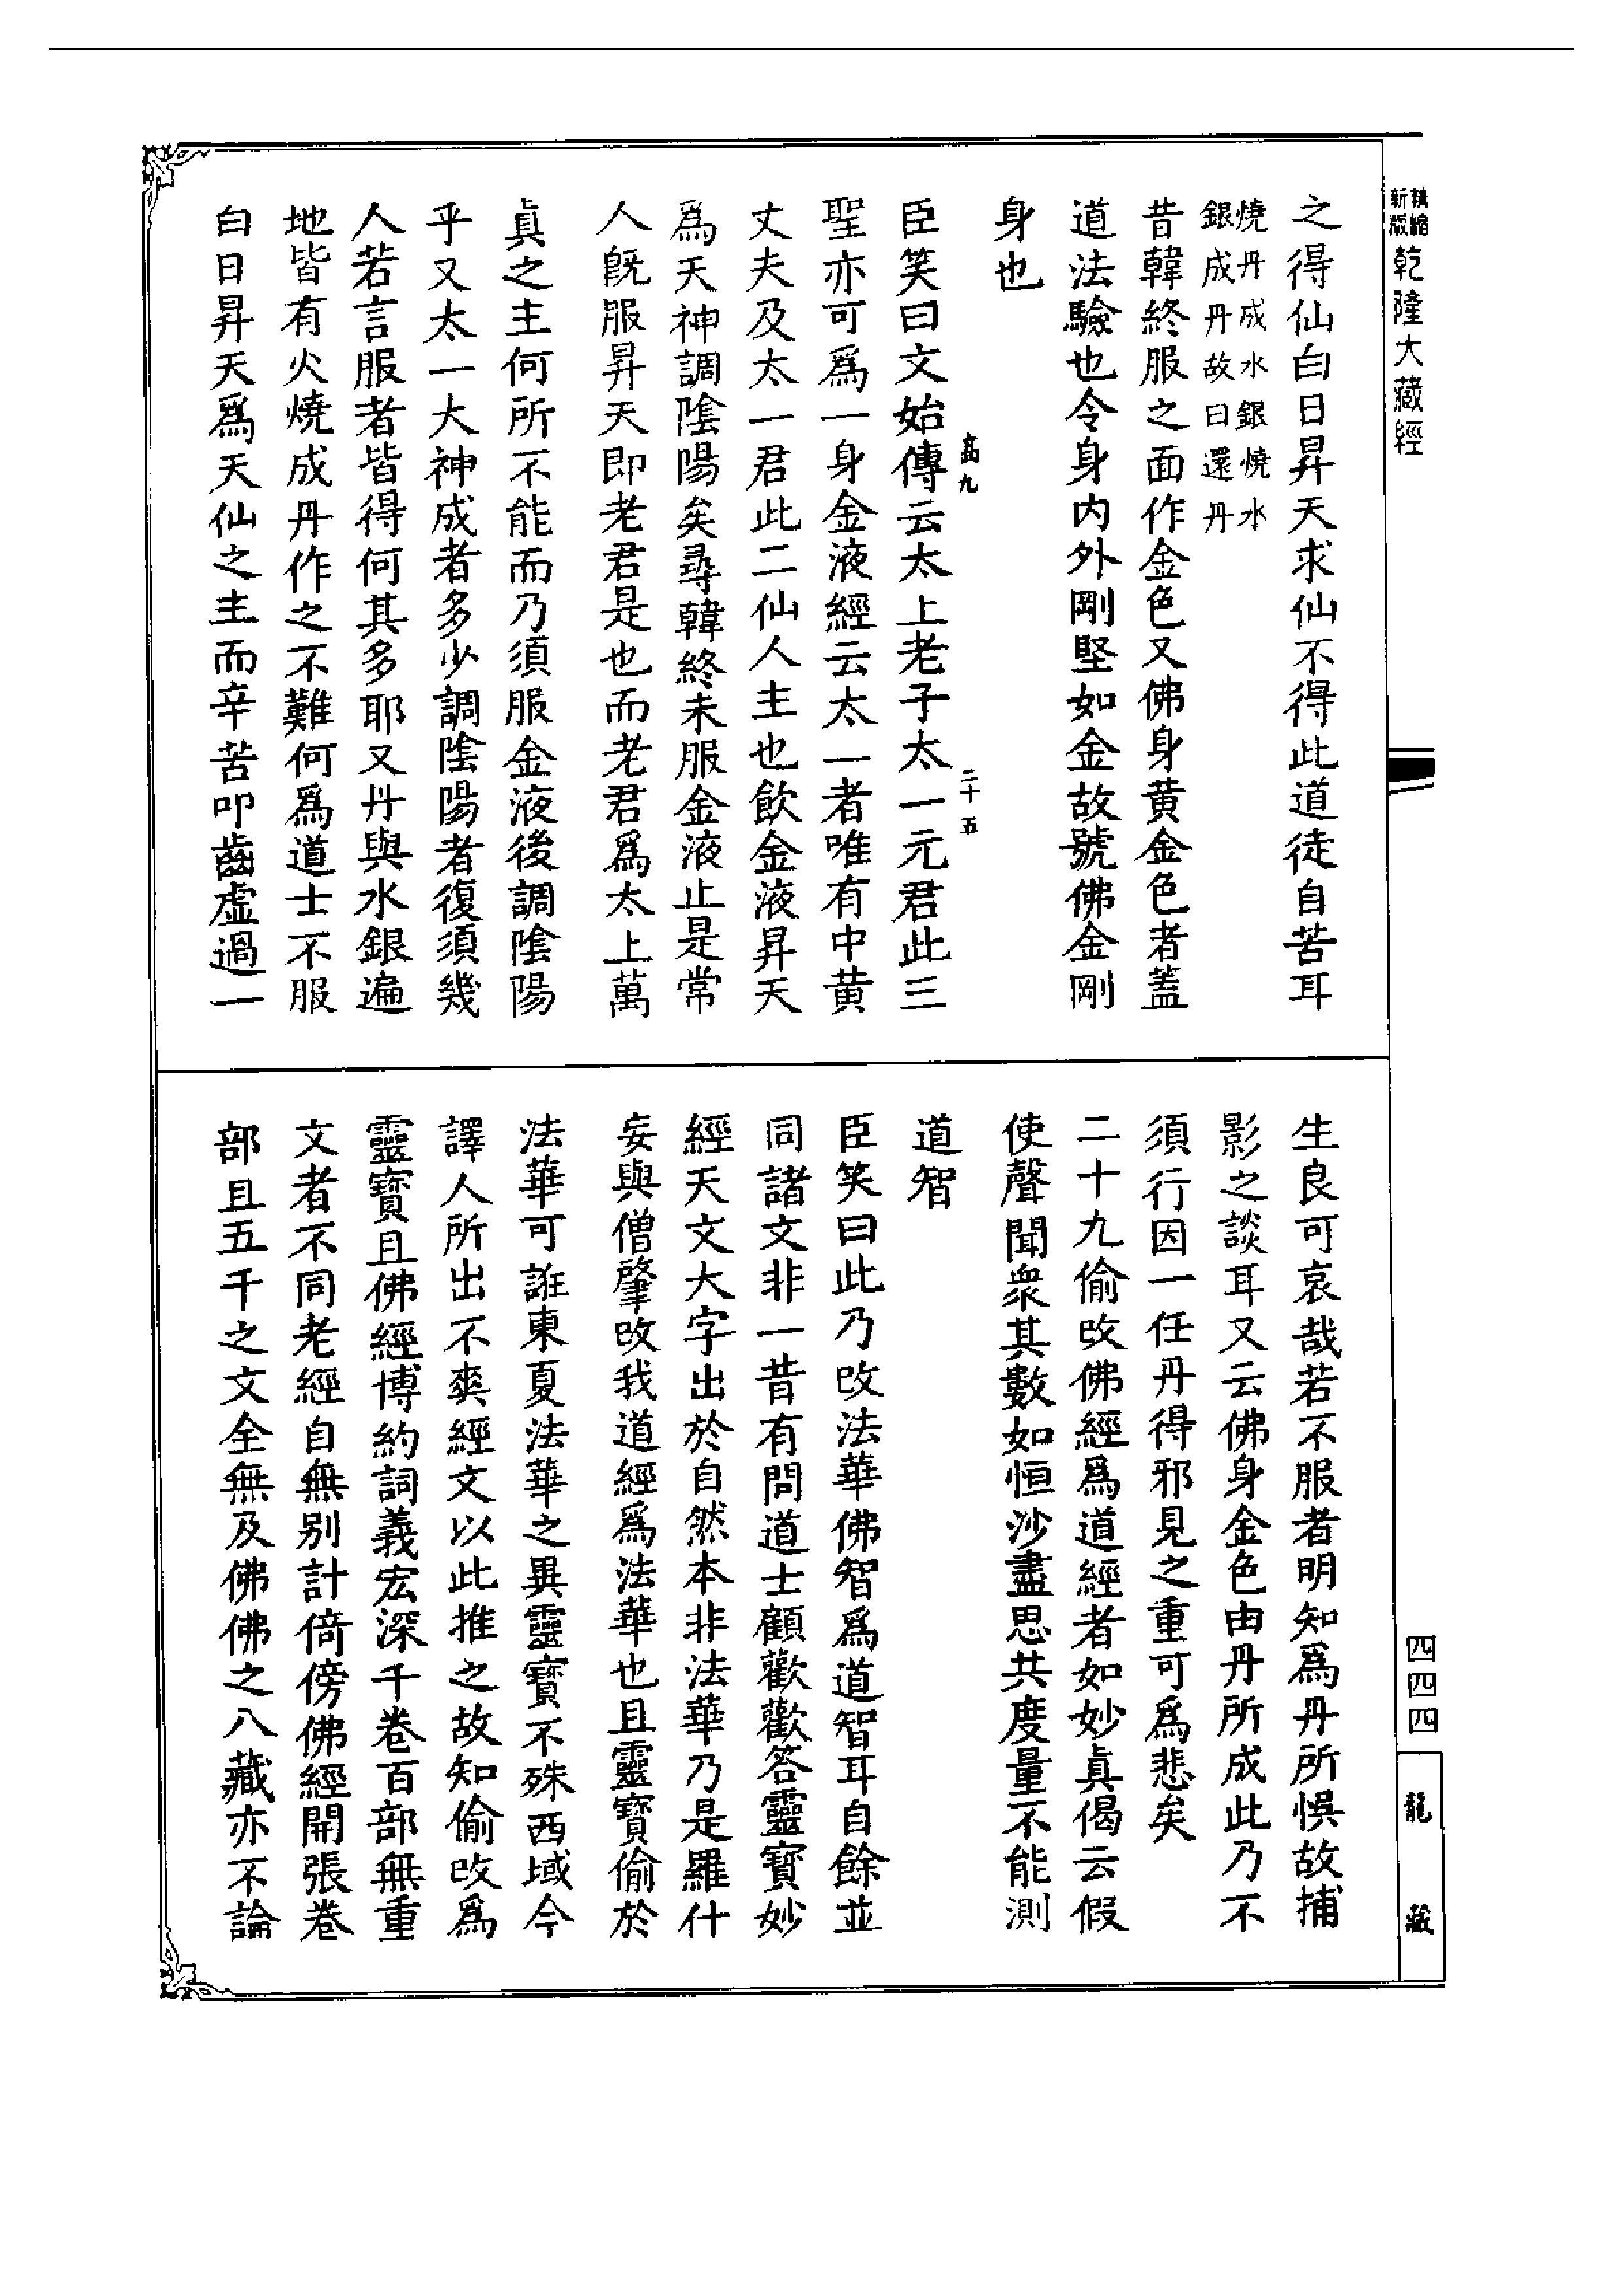 精縮
新版
乾隆大藏經
之得仙白日昇天求仙不得此道徒自苦耳
燒丹成水銀燒水
銀成丹故曰還丹
昔韓終服之面作金色又佛身黄金色者蓋
道法驗也令身内外剛堅如金故號佛金剛
身也
高九
二十五
臣笑曰文始傳云太上老子太一元君此三
聖亦可爲一身金液經云太一者唯有中黄
丈夫及太一君此二仙人主也飲金液昇天
爲天神調陰陽矣尋韓終未服金液止是常
人旣服昇天即老君是也而老君爲太上萬
眞之主何所不能而乃須服金液後調陰陽
乎又太一大神成者多少調陰陽者復須幾
人若言服者皆得何其多耶又丹與水銀遍
地皆有火燒成丹作之不難何爲道士不服
白日昇天爲天仙之主而辛苦叩齒虛過一
生良可哀哉若不服者明知爲丹所悞故捕
影之談耳又云佛身金色由丹所成此乃不
須行因一任丹得邪見之重可爲悲矣
二十九偷改佛經爲道經者如妙眞偈云假
使聲聞衆其數如恒沙盡思共度量不能測
道智
臣笑曰此乃改法華佛智爲道智耳自餘並
同諸文非一昔有問道士顧歡歡答靈寶妙
經天文大字出於自然本非法華乃是羅什
妄與僧肇改我道經爲法華也且靈寶偷於
法華可誑東夏法華之異靈寶不殊西域今
譯人所出不爽經文以此推之故知偷改爲
靈寶且佛經博約詞義宏深千卷百部無重
文者不同老經自無别計倚傍佛經開張卷
部且五千之文全無及佛佛之八藏亦不論
四四四
龍藏